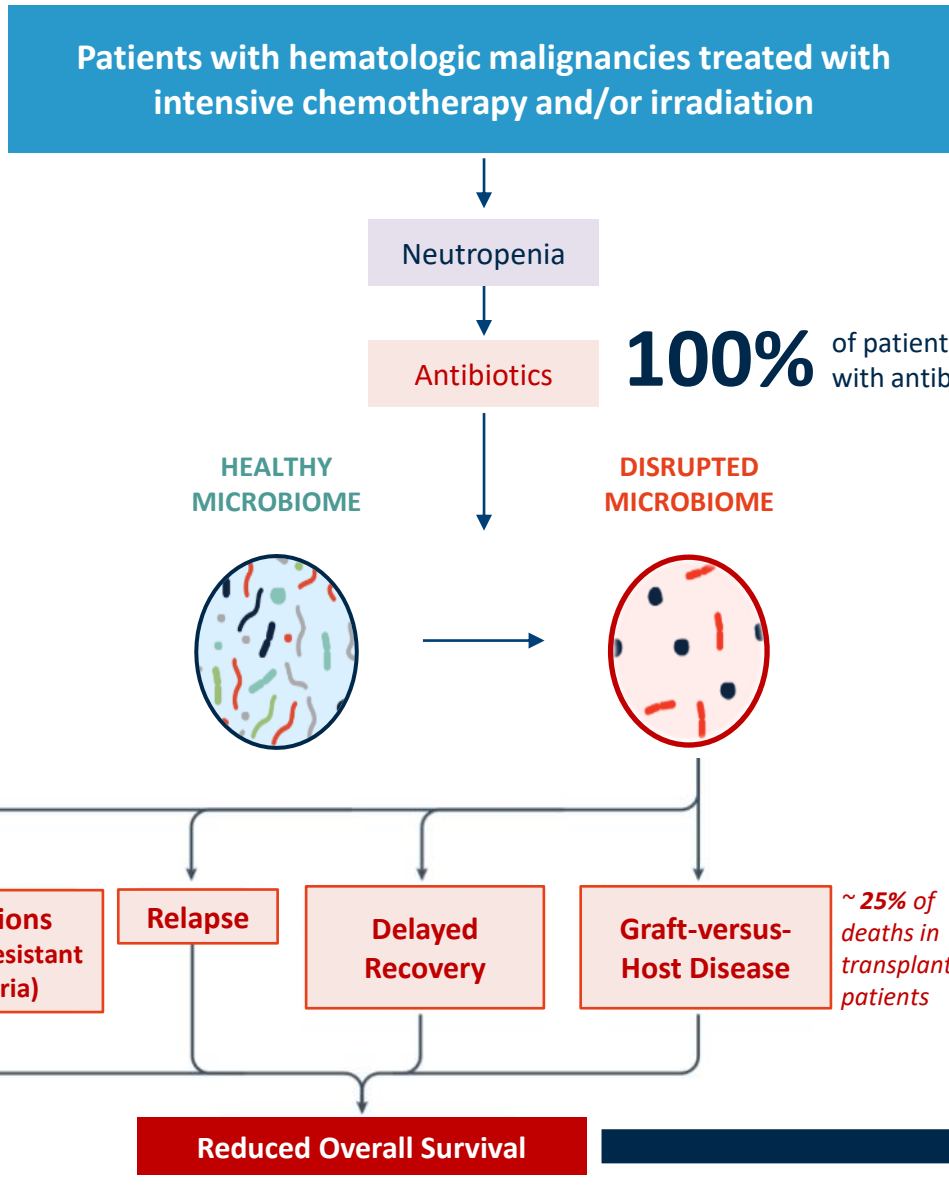 Patients with hematologic malignancies treated with
intensive chemotherapy and/or irradiation
Neutropenia
Antibiotics
100%
of patient
with antib
HEALTHY
MICROBIOME
DISRUPTED
MICROBIOME
ions
esistant
ria)
Relapse
Delayed
Recovery
Graft-versus-
Host Disease
~ 25% of
deaths in
transplant
patients
Reduced Overall Survival